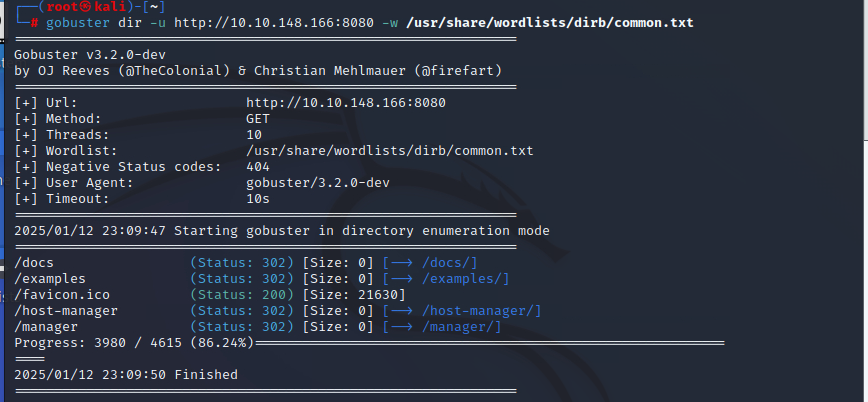 ┌──(root㉿kali)-[~]
└─# gobuster dir -u http://10.10.148.166:8080 -w /usr/share/wordlists/dirb/common.txt
===============================================================
Gobuster v3.2.0-dev
by OJ Reeves (@TheColonial) & Christian Mehlmauer (@firefart)
===============================================================
[+] Url:                     http://10.10.148.166:8080
[+] Method:                  GET
[+] Threads:                 10
[+] Wordlist:                /usr/share/wordlists/dirb/common.txt
[+] Negative Status codes:   404
[+] User Agent:              gobuster/3.2.0-dev
[+] Timeout:                 10s
===============================================================
2025/01/12 23:09:47 Starting gobuster in directory enumeration mode
===============================================================
/docs                 (Status: 302) [Size: 0] [--> /docs/]
/examples             (Status: 302) [Size: 0] [--> /examples/]
/favicon.ico          (Status: 200) [Size: 21630]
/host-manager         (Status: 302) [Size: 0] [--> /host-manager/]
/manager              (Status: 302) [Size: 0] [--> /manager/]
Progress: 3980 / 4615 (86.24%)===========================================================
====
2025/01/12 23:09:50 Finished
===============================================================